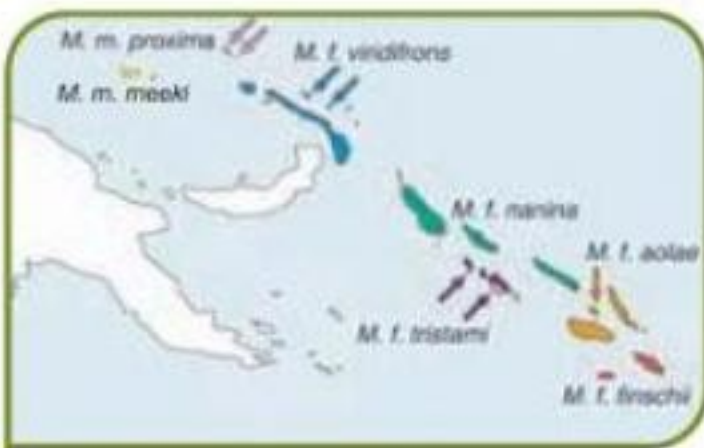 M. m. proxima
M. f. viridifrons
M. m. meeki
M. f. nanina
M. f. aolae
M. f. tristami
M. f. finschii